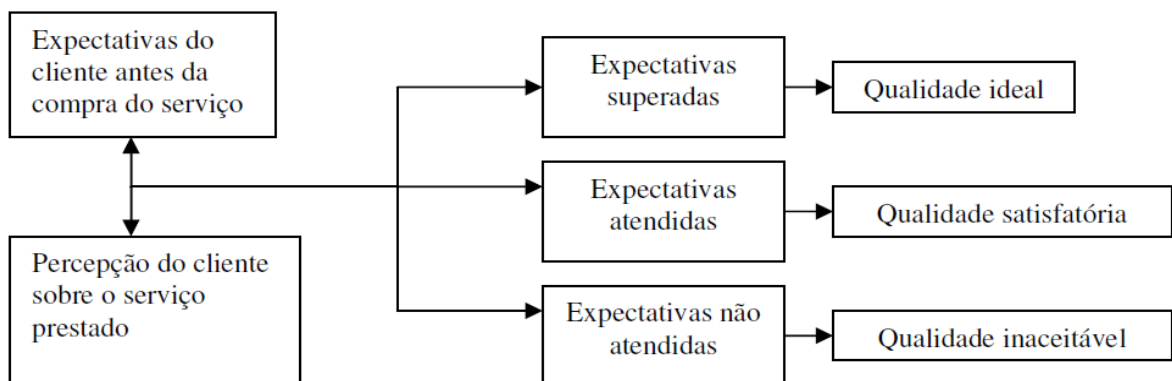 Expectativas do
cliente antes da
compra do serviço
Expectativas
superadas
Qualidade ideal
Expectativas
atendidas
Qualidade satisfatória
Percepção do cliente
sobre o serviço
prestado
Expectativas não
atendidas
Qualidade inaceitável